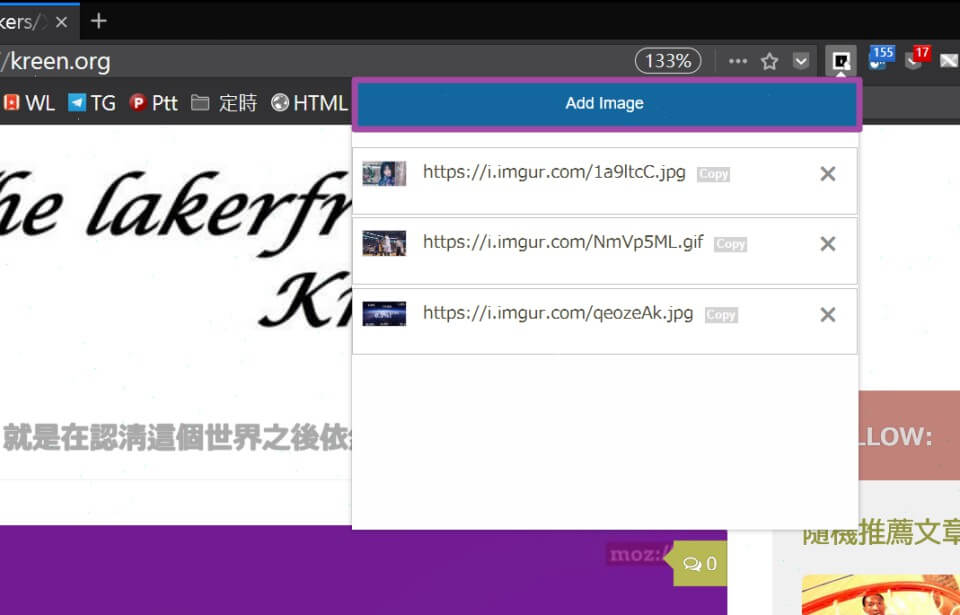 kers/
/kreen.org
133%
155
17
WL
TG
Ptt
定時
HTML
Add Image
https://i.imgur.com/1a9ltcC.jpg Copy
https://i.imgur.com/NmVp5ML.gif Copy
https://i.imgur.com/qeozeAk.jpg Copy
he lakerfr
Kr
就是在認清這個世界之後依
LLOW:
隨機推薦文章
moz:/
0